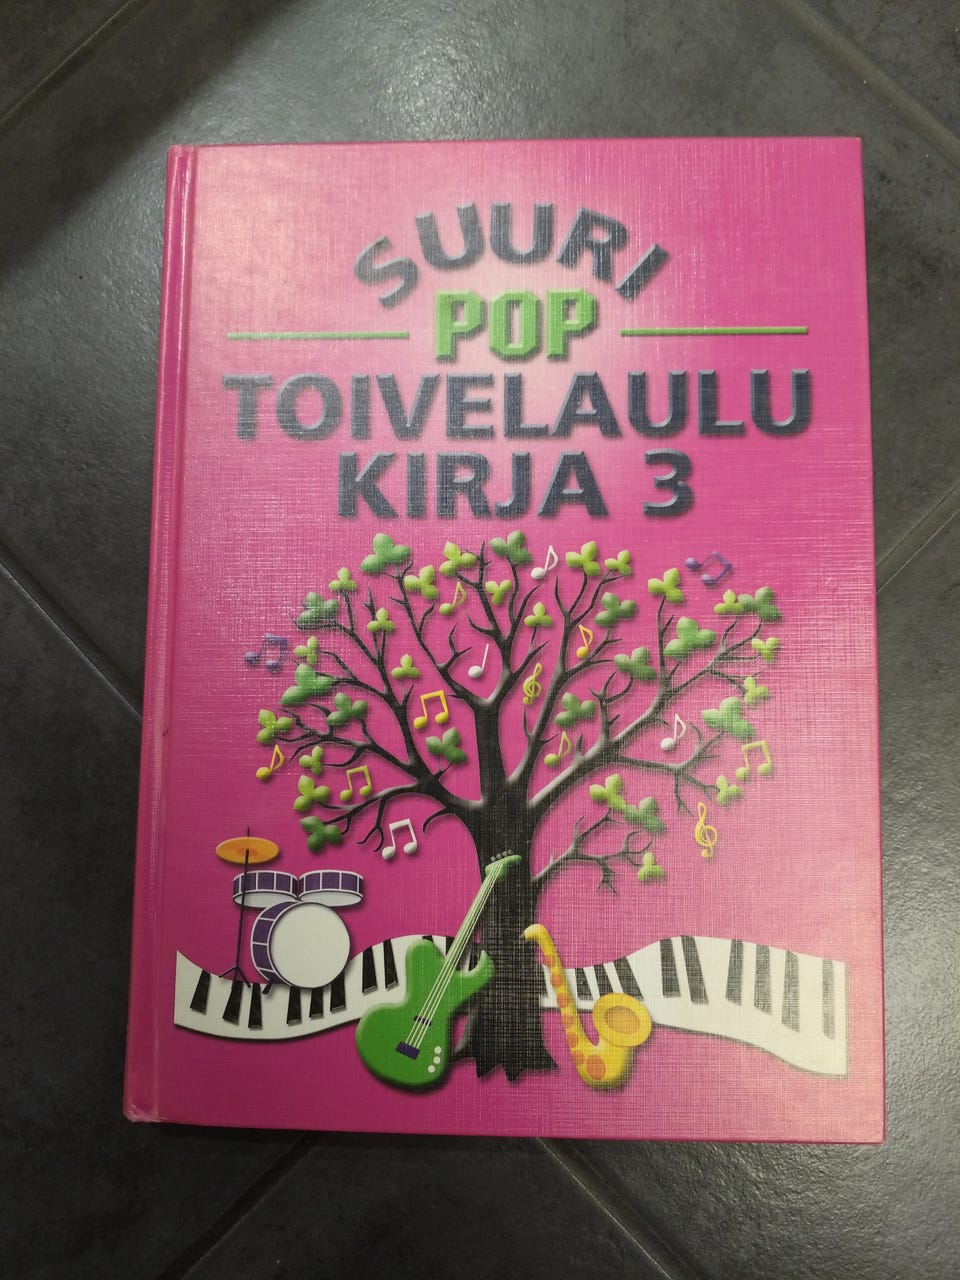 SUURI
POP
TOIVELAULU
KIRJA 3